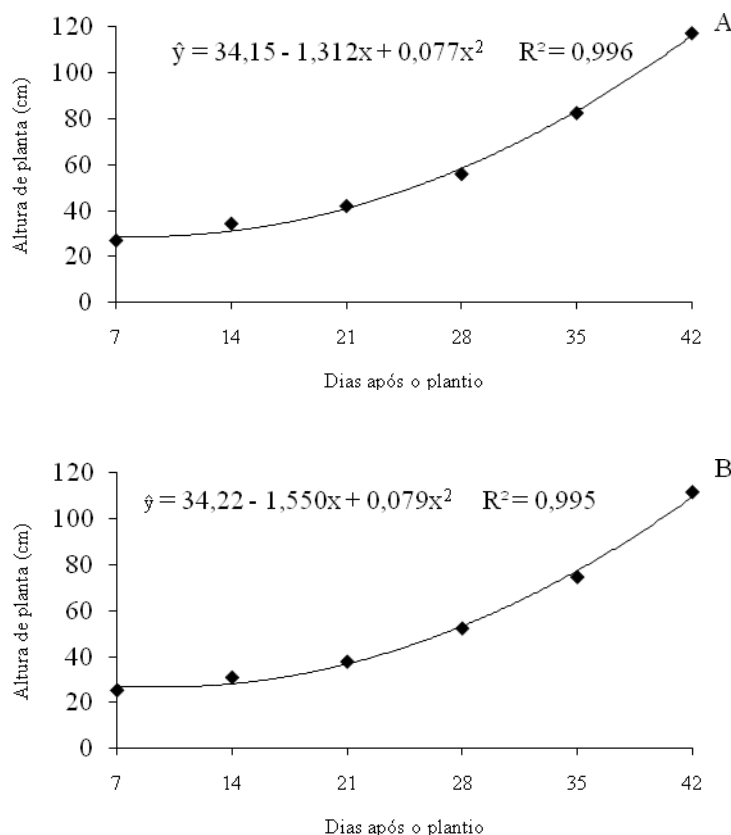 A
ŷ = 34,15 - 1,312x + 0,077x² R² = 0,996
Altura de planta (cm)
120
100
80
60
40
20
0
7 14 21 28 35 42
Dias após o plantio
B
ŷ = 34,22 - 1,550x + 0,079x² R² = 0,995
Altura de planta (cm)
120
100
80
60
40
20
0
7 14 21 28 35 42
Dias após o plantio